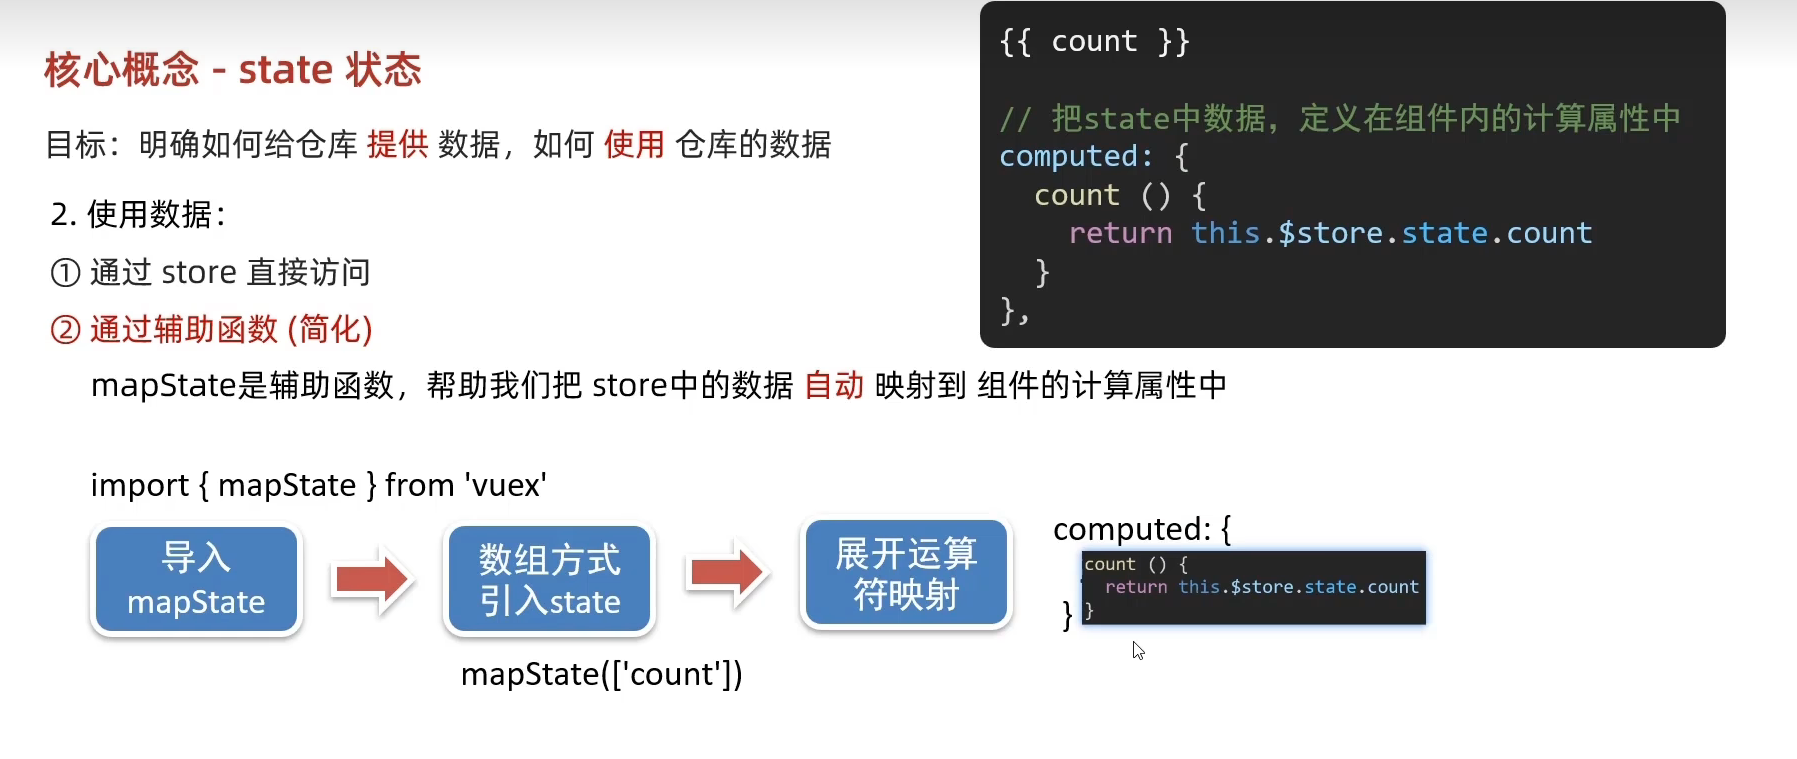 核心概念 - state 状态
目标：明确如何给仓库 提供 数据，如何 使用 仓库的数据
2. 使用数据：
① 通过 store 直接访问
② 通过辅助函数 (简化)
mapState是辅助函数，帮助我们把 store中的数据 自动 映射到 组件的计算属性中
{{ count }}
// 把state中数据，定义在组件内的计算属性中
computed: {
  count () {
    return this.$store.state.count
  }
},
import { mapState } from 'vuex'
导入
mapState
数组方式
引入state
mapState(['count'])
展开运算
符映射
computed: {
count () {
  return this.$store.state.count
}
}